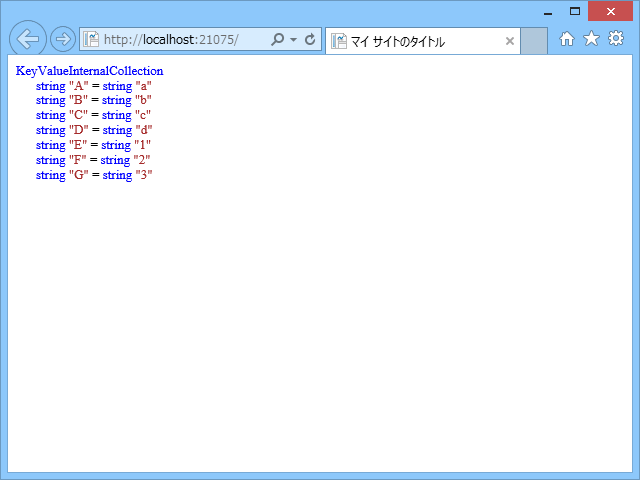 http://localhost:21075/
マイ サイトのタイトル
KeyValueInternalCollection
string "A" = string "a"
string "B" = string "b"
string "C" = string "c"
string "D" = string "d"
string "E" = string "1"
string "F" = string "2"
string "G" = string "3"